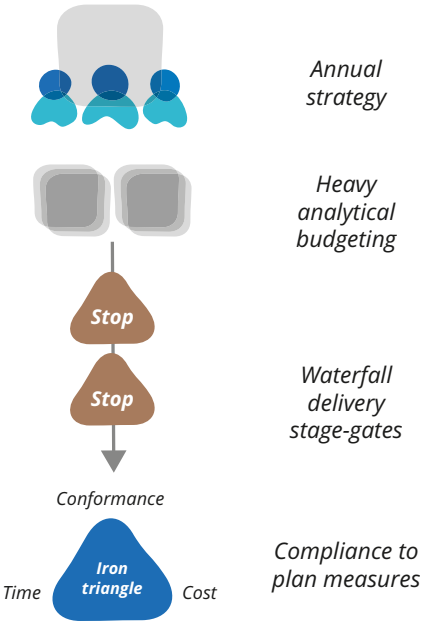 Annual
strategy
Heavy
analytical
budgeting
Stop
Stop
Waterfall
delivery
stage-gates
Conformance
Iron
triangle
Time
Cost
Compliance to
plan measures